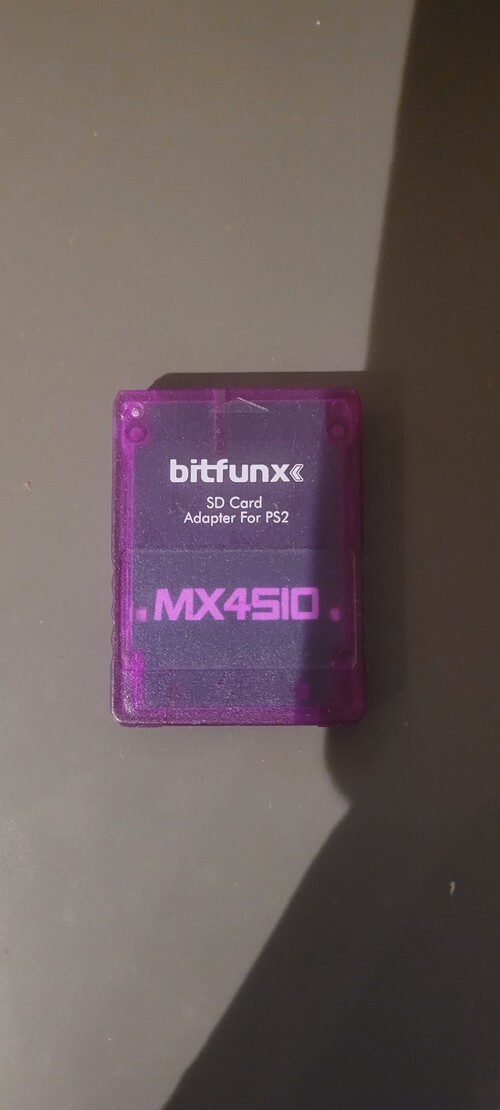 bitfunx
SD Card
Adapter For PS2
MX4SIO